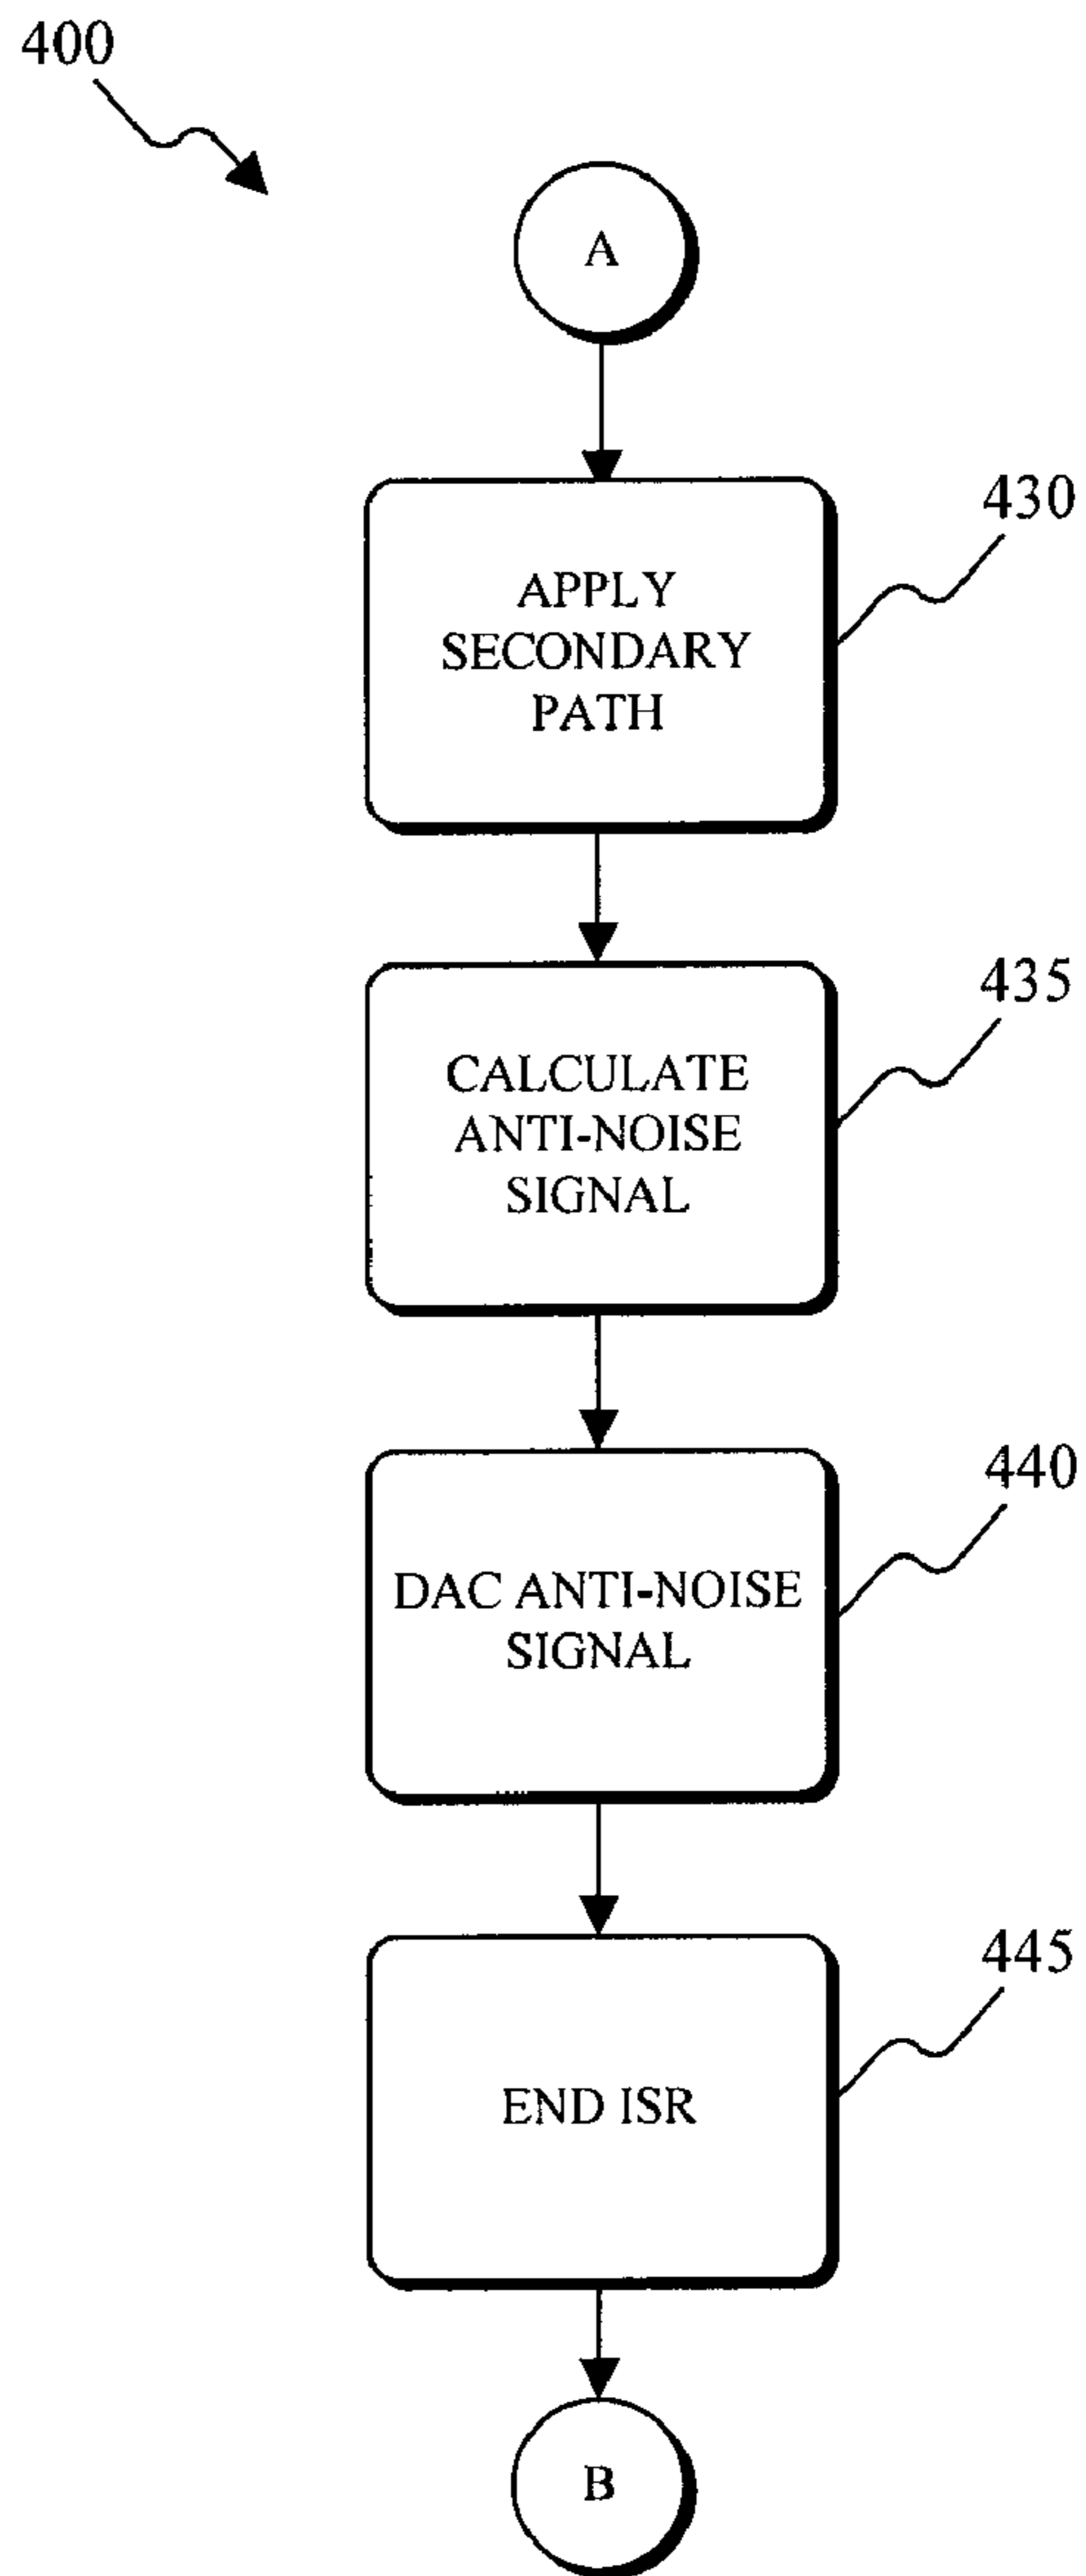 400
A
430
APPLY
SECONDARY
PATH
435
CALCULATE
ANTI-NOISE
SIGNAL
440
DAC ANTI-NOISE
SIGNAL
445
END ISR
B